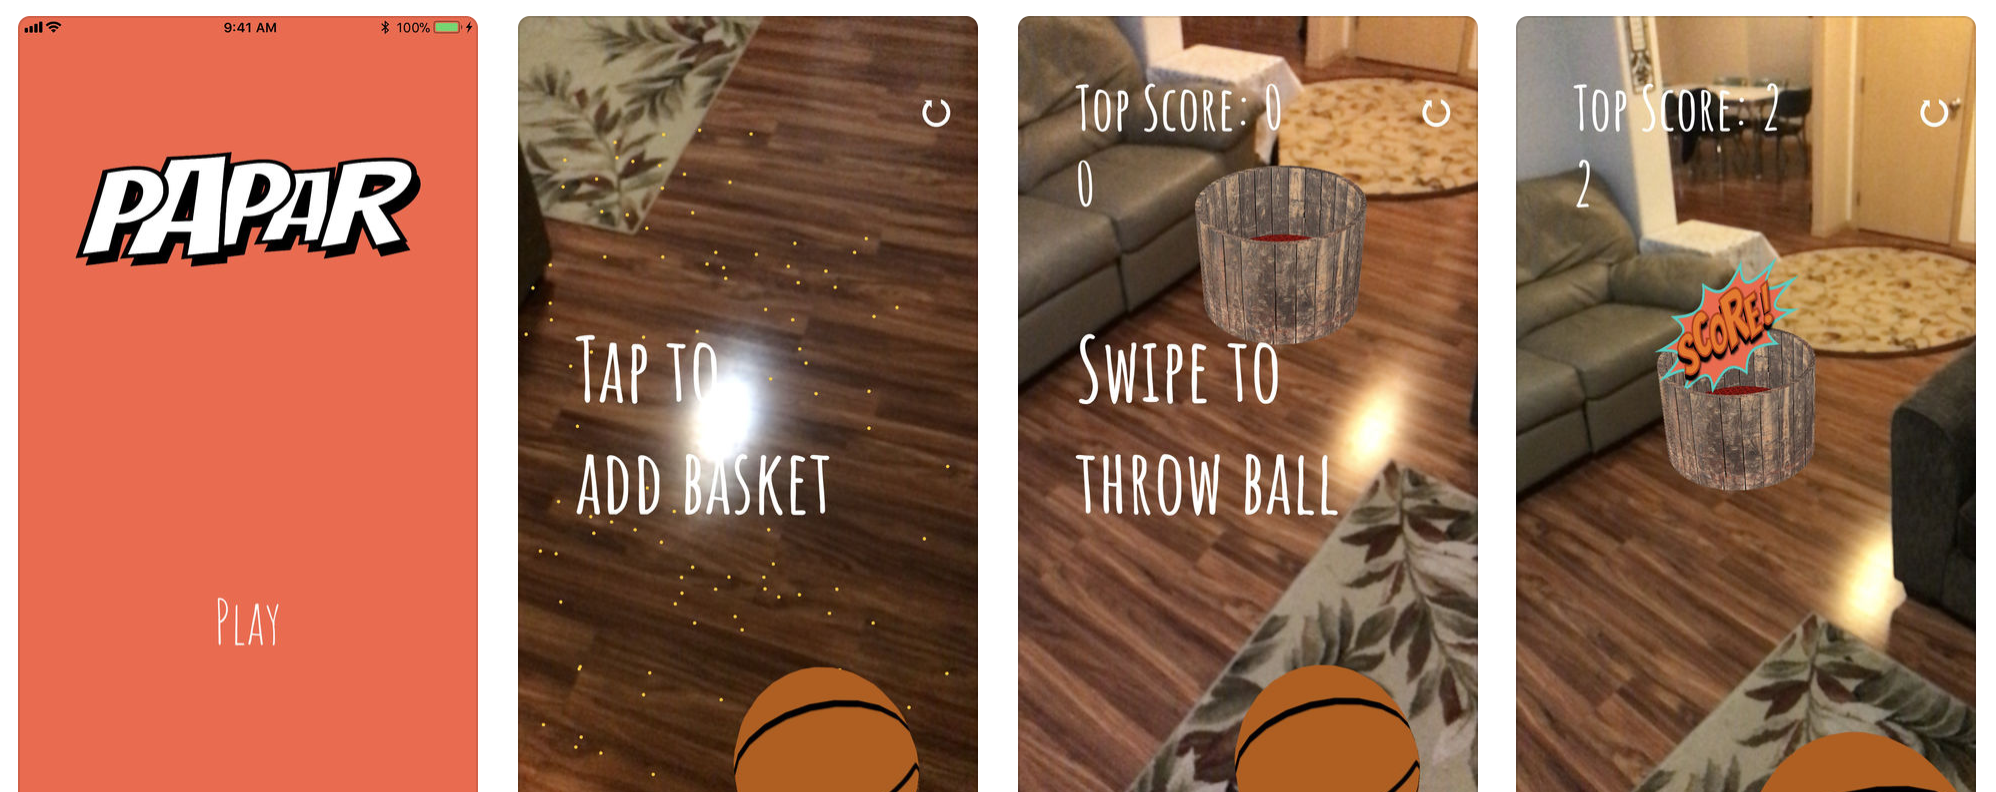 9:41 AM
100%
PAPAR
PLAY
TAP TO
ADD BASKET
TOP SCORE: 0
0
SWIPE TO
THROW BALL
TOP SCORE: 2
2
SCORE!